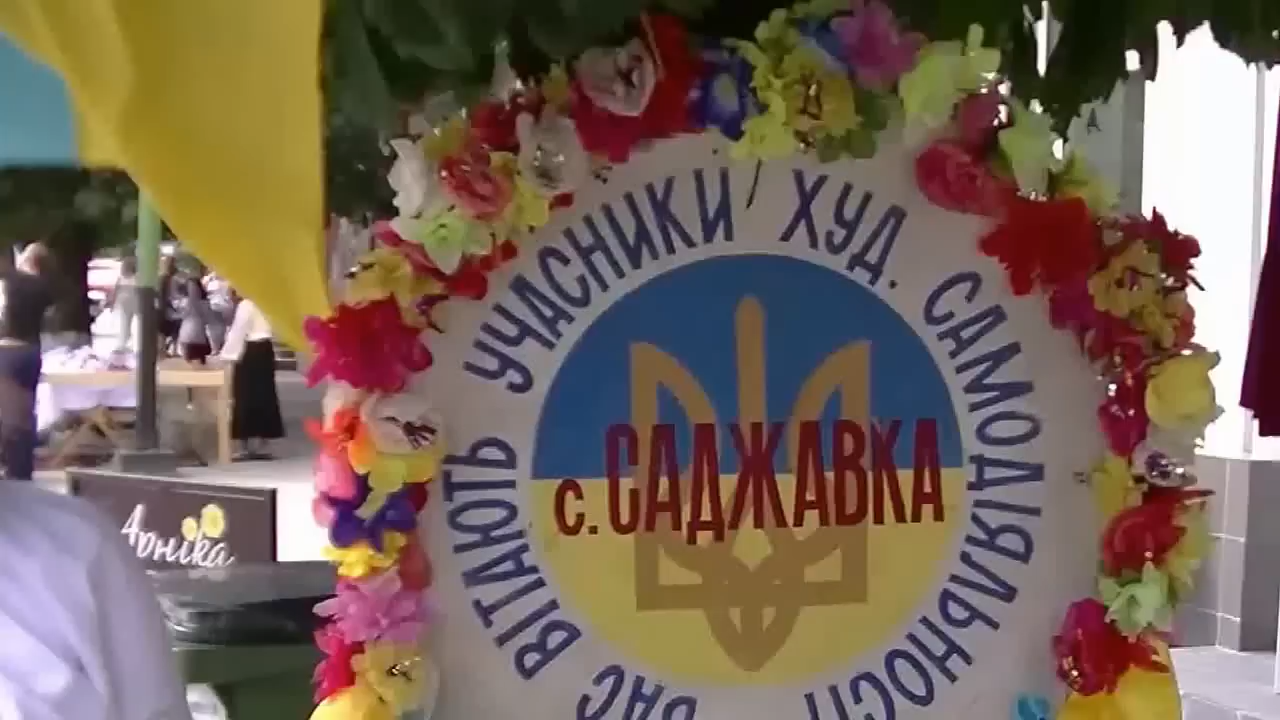 ВАС ВІТАЮТЬ УЧАСНИКИ ХУД. САМОДІЯЛЬНОСТІ
с. САДЖАВКА
Арніка